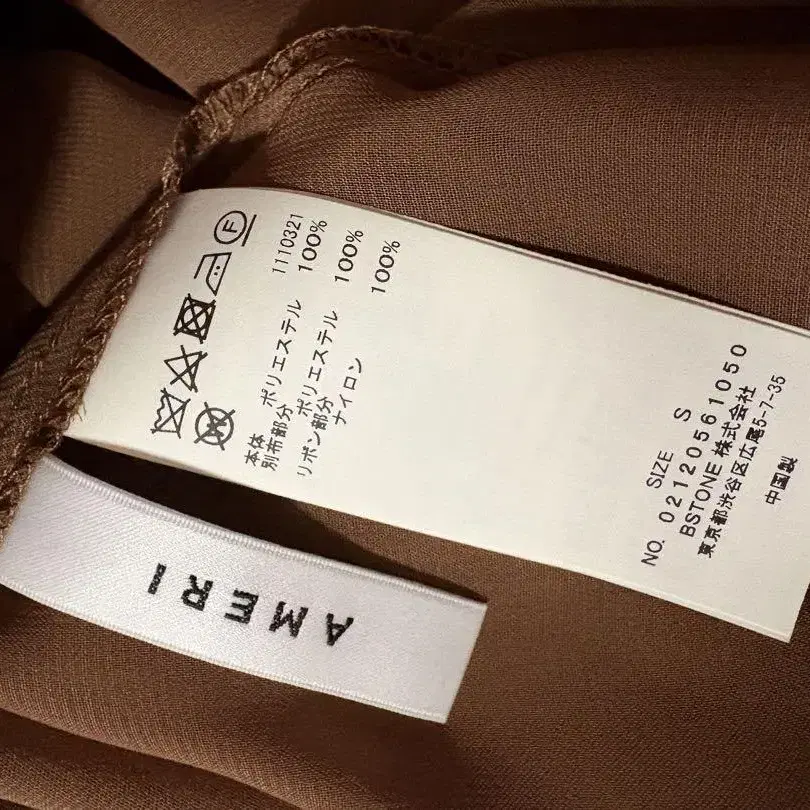 F
1110321
本体 ポリエステル 100%
別布部分
ポリエステル 100%
リボン部分
ナイロン 100%
SIZE S
NO. 02120561050
BSTONE 株式会社
東京都渋谷区広尾5-7-35
中国製
AMERI